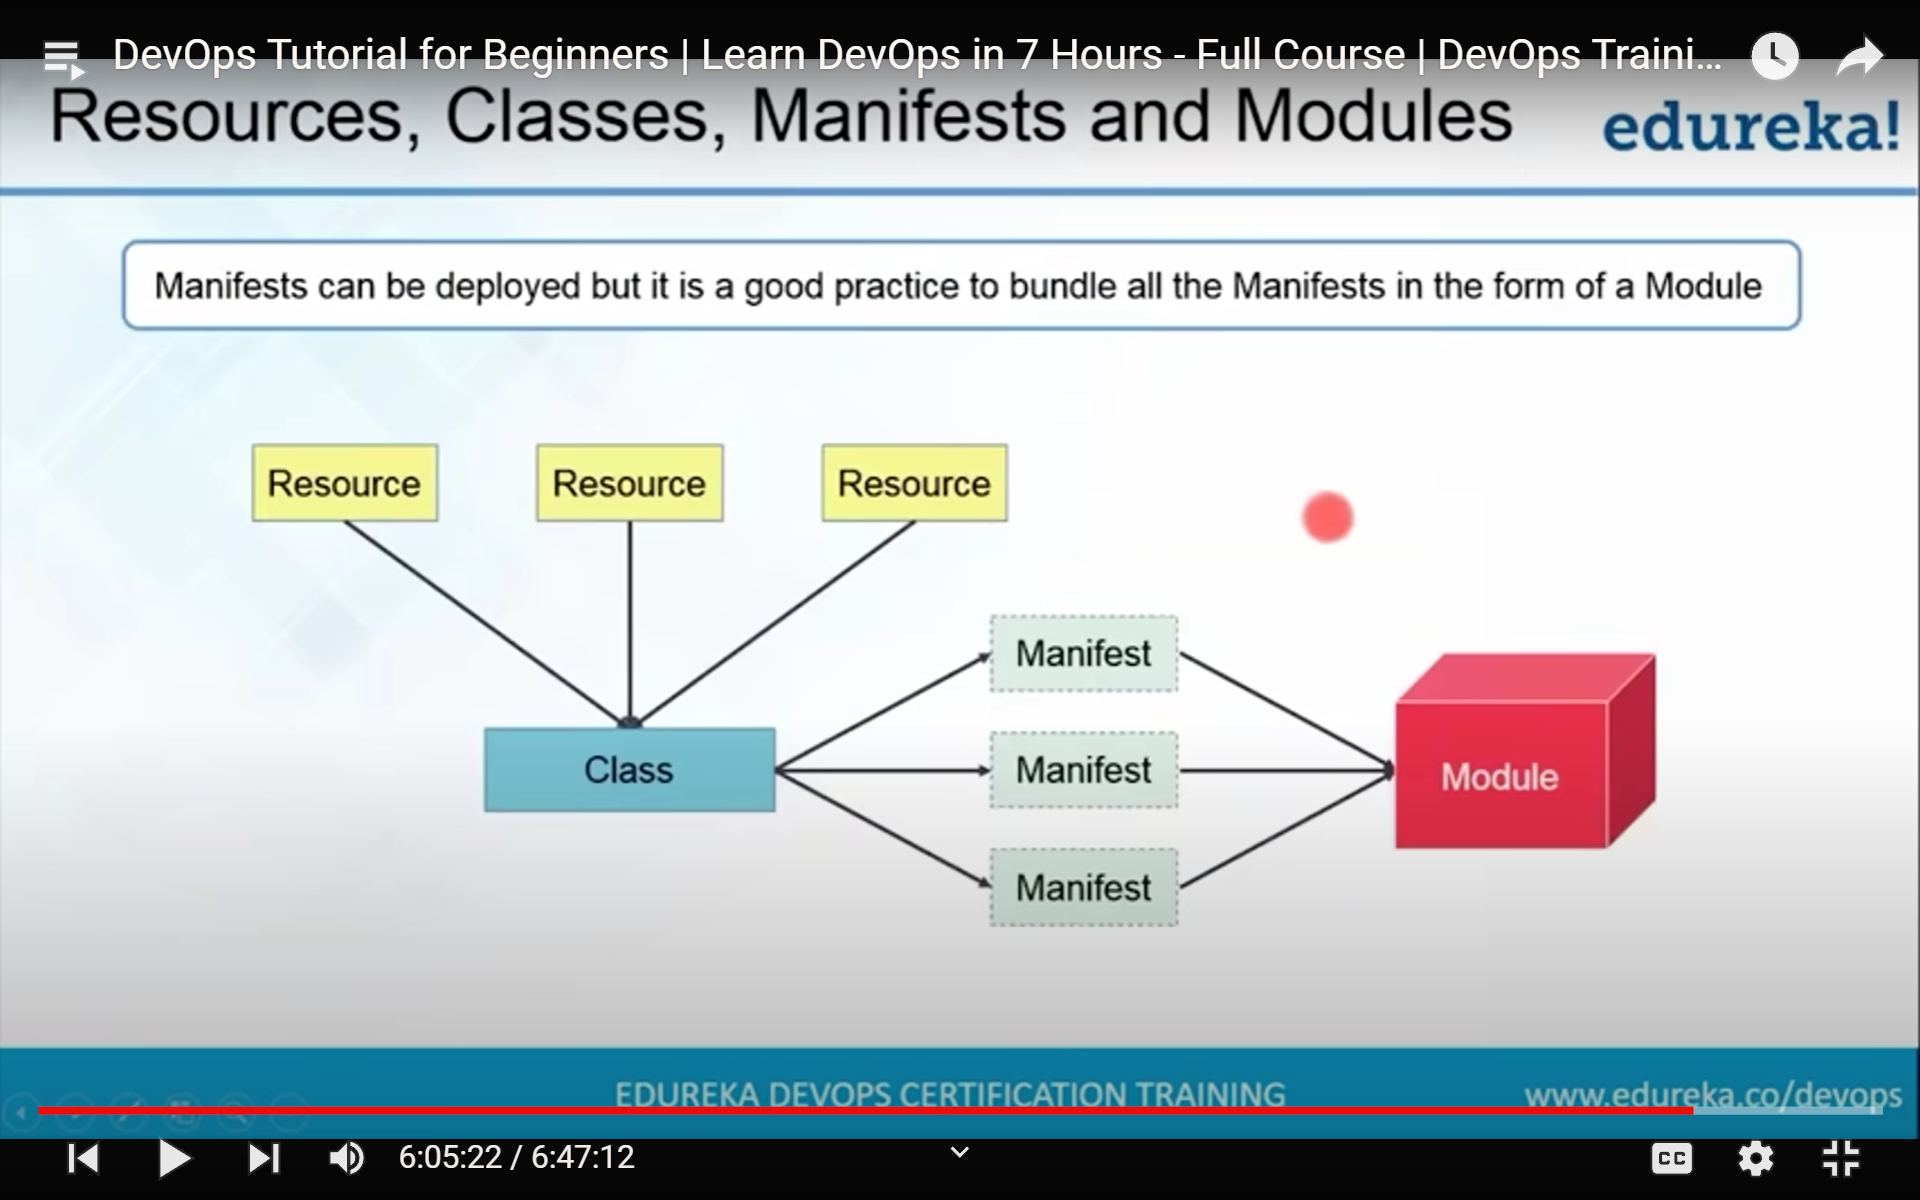 DevOps Tutorial for Beginners | Learn DevOps in 7 Hours - Full Course | DevOps Traini...
Resources, Classes, Manifests and Modules
edureka!
Manifests can be deployed but it is a good practice to bundle all the Manifests in the form of a Module
Resource
Resource
Resource
Class
Manifest
Manifest
Manifest
Module
EDUREKA DEVOPS CERTIFICATION TRAINING
www.edureka.co/devops
6:05:22 / 6:47:12
CC